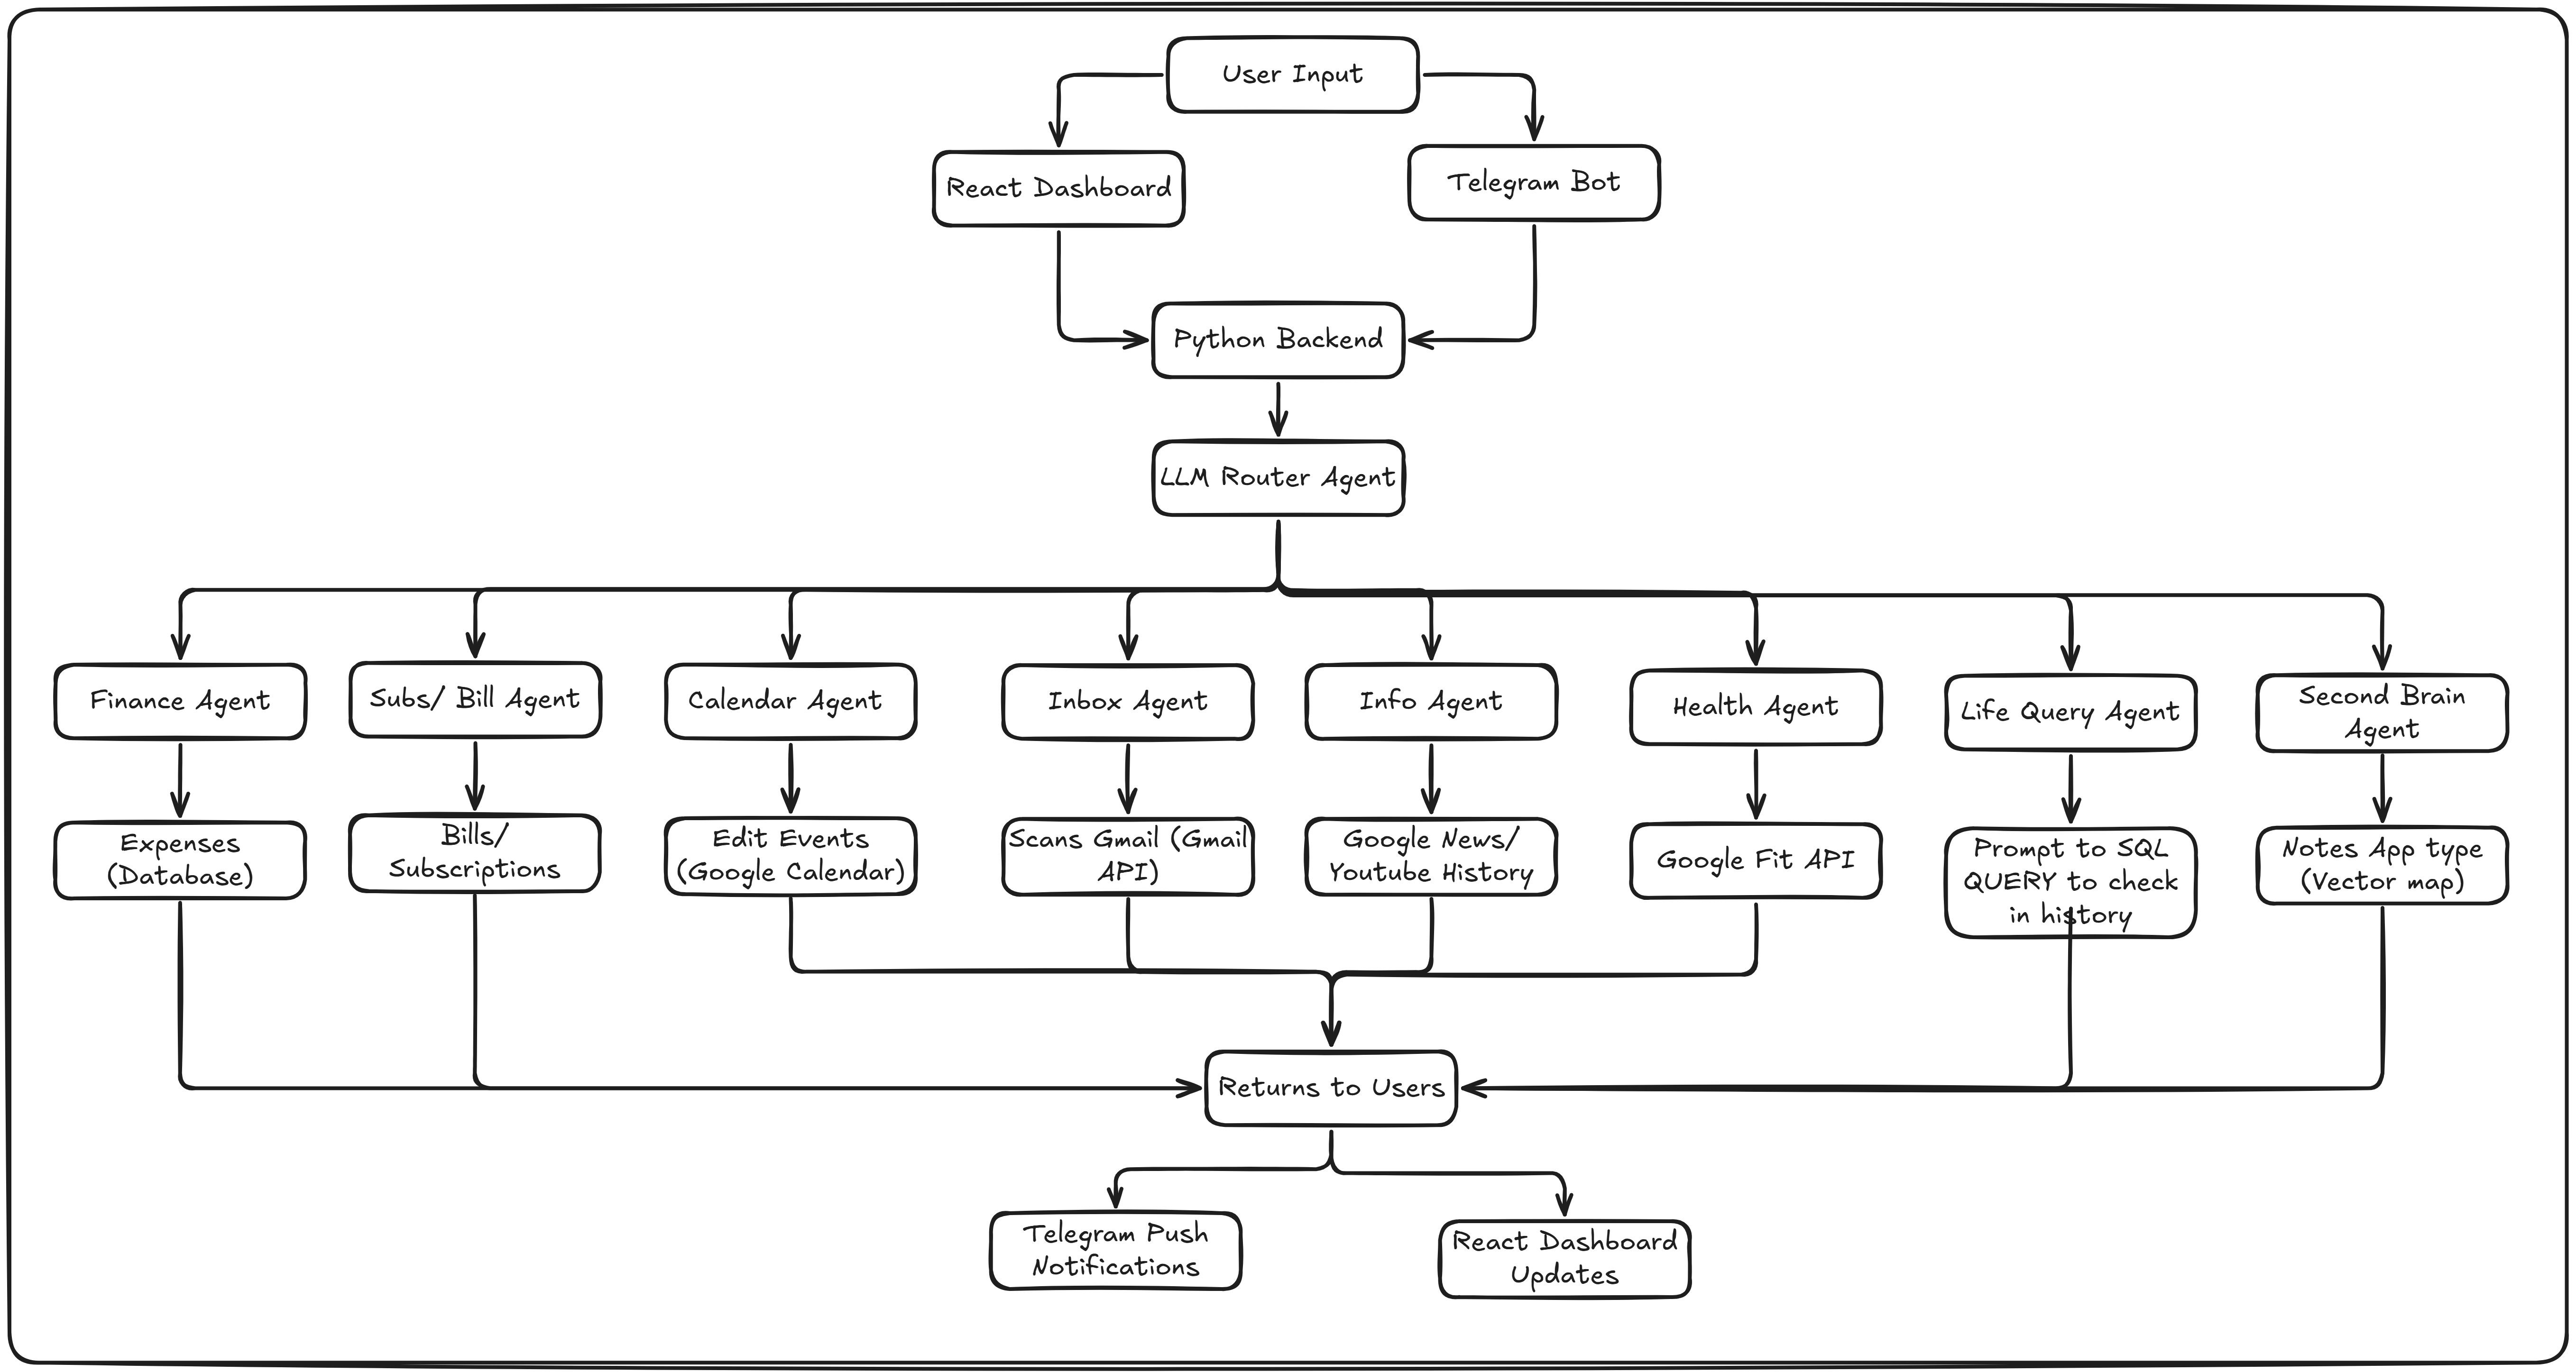 User Input
React Dashboard
Telegram Bot
Python Backend
LLM Router Agent
Finance Agent
Subs/ Bill Agent
Calendar Agent
Inbox Agent
Info Agent
Health Agent
Life Query Agent
Second Brain
Agent
Expenses
(Database)
Bills/
Subscriptions
Edit Events
(Google Calendar)
Scans Gmail (Gmail
API)
Google News/
Youtube History
Google Fit API
Prompt to SQL
QUERY to check
in history
Notes App type
(Vector map)
Returns to Users
Telegram Push
Notifications
React Dashboard
Updates